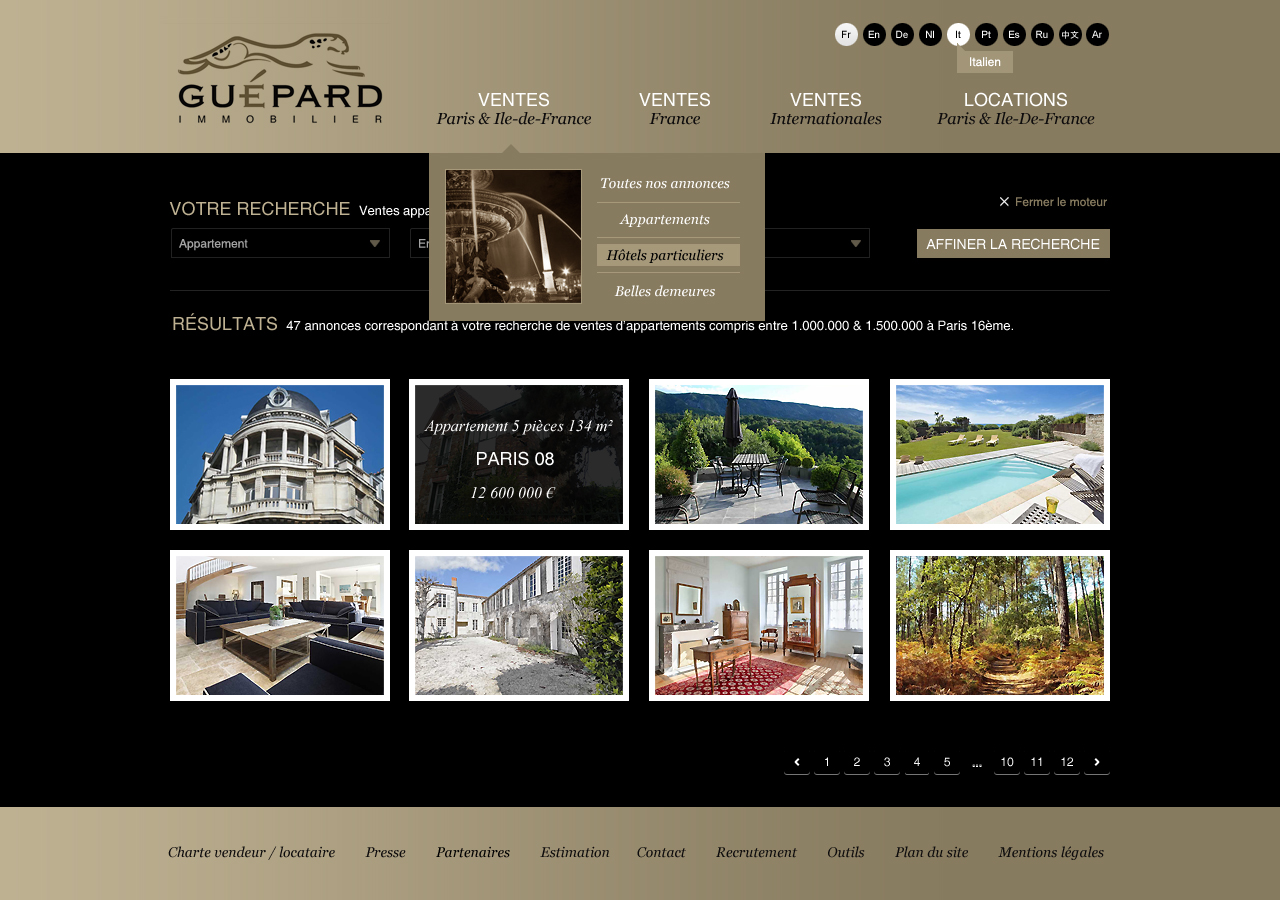 Fr En De Nl It Pt Es Ru 中文 Ar
Italien
GUÉPARD
IMMOBILIER
VENTES
Paris & Ile-de-France
VENTES
France
VENTES
Internationales
LOCATIONS
Paris & Ile-De-France
Toutes nos annonces
Appartements
Hôtels particuliers
Belles demeures
VOTRE RECHERCHE Ventes appa
Fermer le moteur
Appartement
AFFINER LA RECHERCHE
RÉSULTATS 47 annonces correspondant à votre recherche de ventes d'appartements compris entre 1.000.000 & 1.500.000 à Paris 16ème.
Appartement 5 pièces 134 m²
PARIS 08
12 600 000 €
1 2 3 4 5 ... 10 11 12
Charte vendeur / locataire Presse Partenaires Estimation Contact Recrutement Outils Plan du site Mentions légales